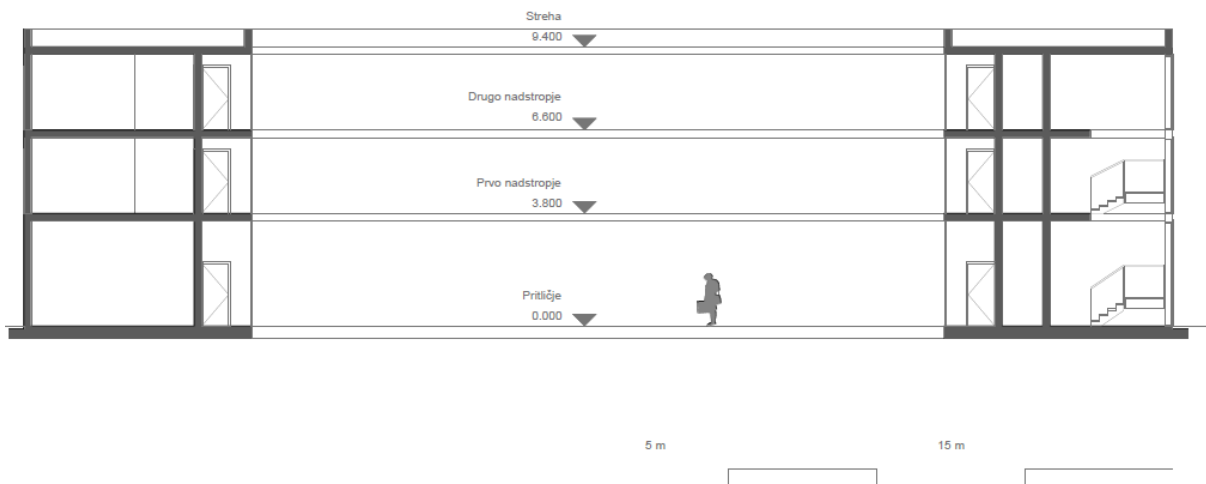 Streha
9.400
Drugo nadstropje
6.600
Prvo nadstropje
3.800
Pritličje
0.000
5 m
15 m